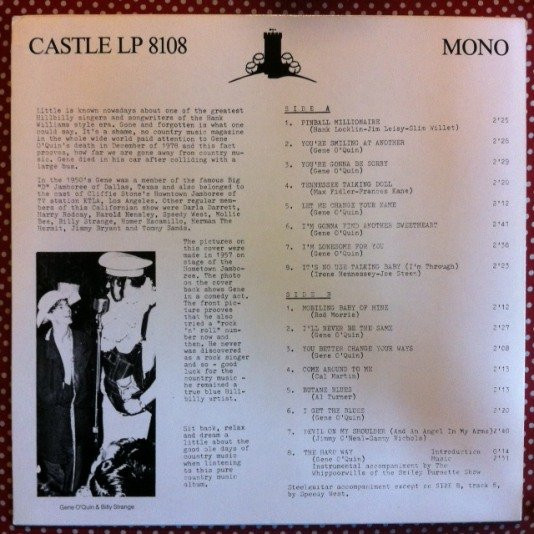 CASTLE LP 8108
MONO
Little is known nowadays about one of the greatest
Hillbilly singers and songwriters of the Hank
Williams style era. Gone and forgotten is what one
could say. It's a shame, no country music magazine
in the whole wide world paid attention to Gene
O'Quin's death in December of 1978 and this fact
prooves, how far we are gone away from country mu-
sic. Gene died in his car after colliding with a
large ham.
In the 1950's Gene was a member of the famous Big
"D" Jamboree of Dallas, Texas and also belonged to
the cast of Cliffie Stone's Hometown Jamboree of
TV station KTLA, Los Angeles. Other regular mem-
bers of this Californian show were Darla Darrett,
Harry Rodcay, Harold Hensley, Speedy West, Mollie
Bee, Billy Strange, Homer Escamillo, Herman The
Hermit, Jimmy Bryant and Tommy Sands.
The pictures on
this cover were
made in 1957 on
stage of the
Hometown Jambo-
ree. The photo
on the cover
back shows Gene
in a comedy act.
The front pic-
ture prooves
that he also
tried a "rock
'n' roll" num-
ber now and
then. He never
was discovered
as a rock singer
and so - good
luck for the
country music -
he remained a
true blue Hill-
billy artist.
Sit back, relax
and dream a
little about the
good ole days of
country music
when listening
to this pure
country music
album.
Gene O'Quin & Billy Strange
SIDE A
1. PINBALL MILLIONAIRE 2'25
(Hank Locklin-Jim Loisy-Slim Willet)
2. YOU'RE SMILING AT ANOTHER 2'26
(Gene O'Quin)
3. YOU'RE GONNA BE SORRY 2'29
(Gene O'Quin)
4. TENNESSEE TALKING DOLL 2'20
(Max Fidler-Frances Kane)
5. LET ME CHANGE YOUR NAME 2'12
(Gene O'Quin)
6. I'M GONNA FIND ANOTHER SWEETHEART 2'41
(Gene O'Quin)
7. I'M LONESOME FOR YOU 2'38
(Gene O'Quin)
8. IT'S NO USE TALKING BABY (I'm Through) 2'23
(Irene Hennessey-Joe Steen)
SIDE B
1. MOBILING BABY OF MINE 2'12
(Rod Morris)
2. I'LL NEVER BE THE SAME 2'27
(Gene O'Quin)
3. YOU BETTER CHANGE YOUR WAYS 2'08
(Gene O'Quin)
4. COME AROUND TO ME 2'13
(Cal Martin)
5. BUTANE BLUES 2'13
(Al Turner)
6. I GET THE BLUES 2'20
(Gene O'Quin)
7. DEVIL ON MY SHOULDER (And An Angel In My Arms) 2'40
(Jimmy O'Neal-Danny Nichols)
8. THE HARD WAY Introduction 0'14
(Gene O'Quin) Music 2'11
Instrumental accompaniment by The
Whippoorwills of the Smiley Burnette Show
Steelguitar accompaniment except on SIDE B, track 8,
by Speedy West.